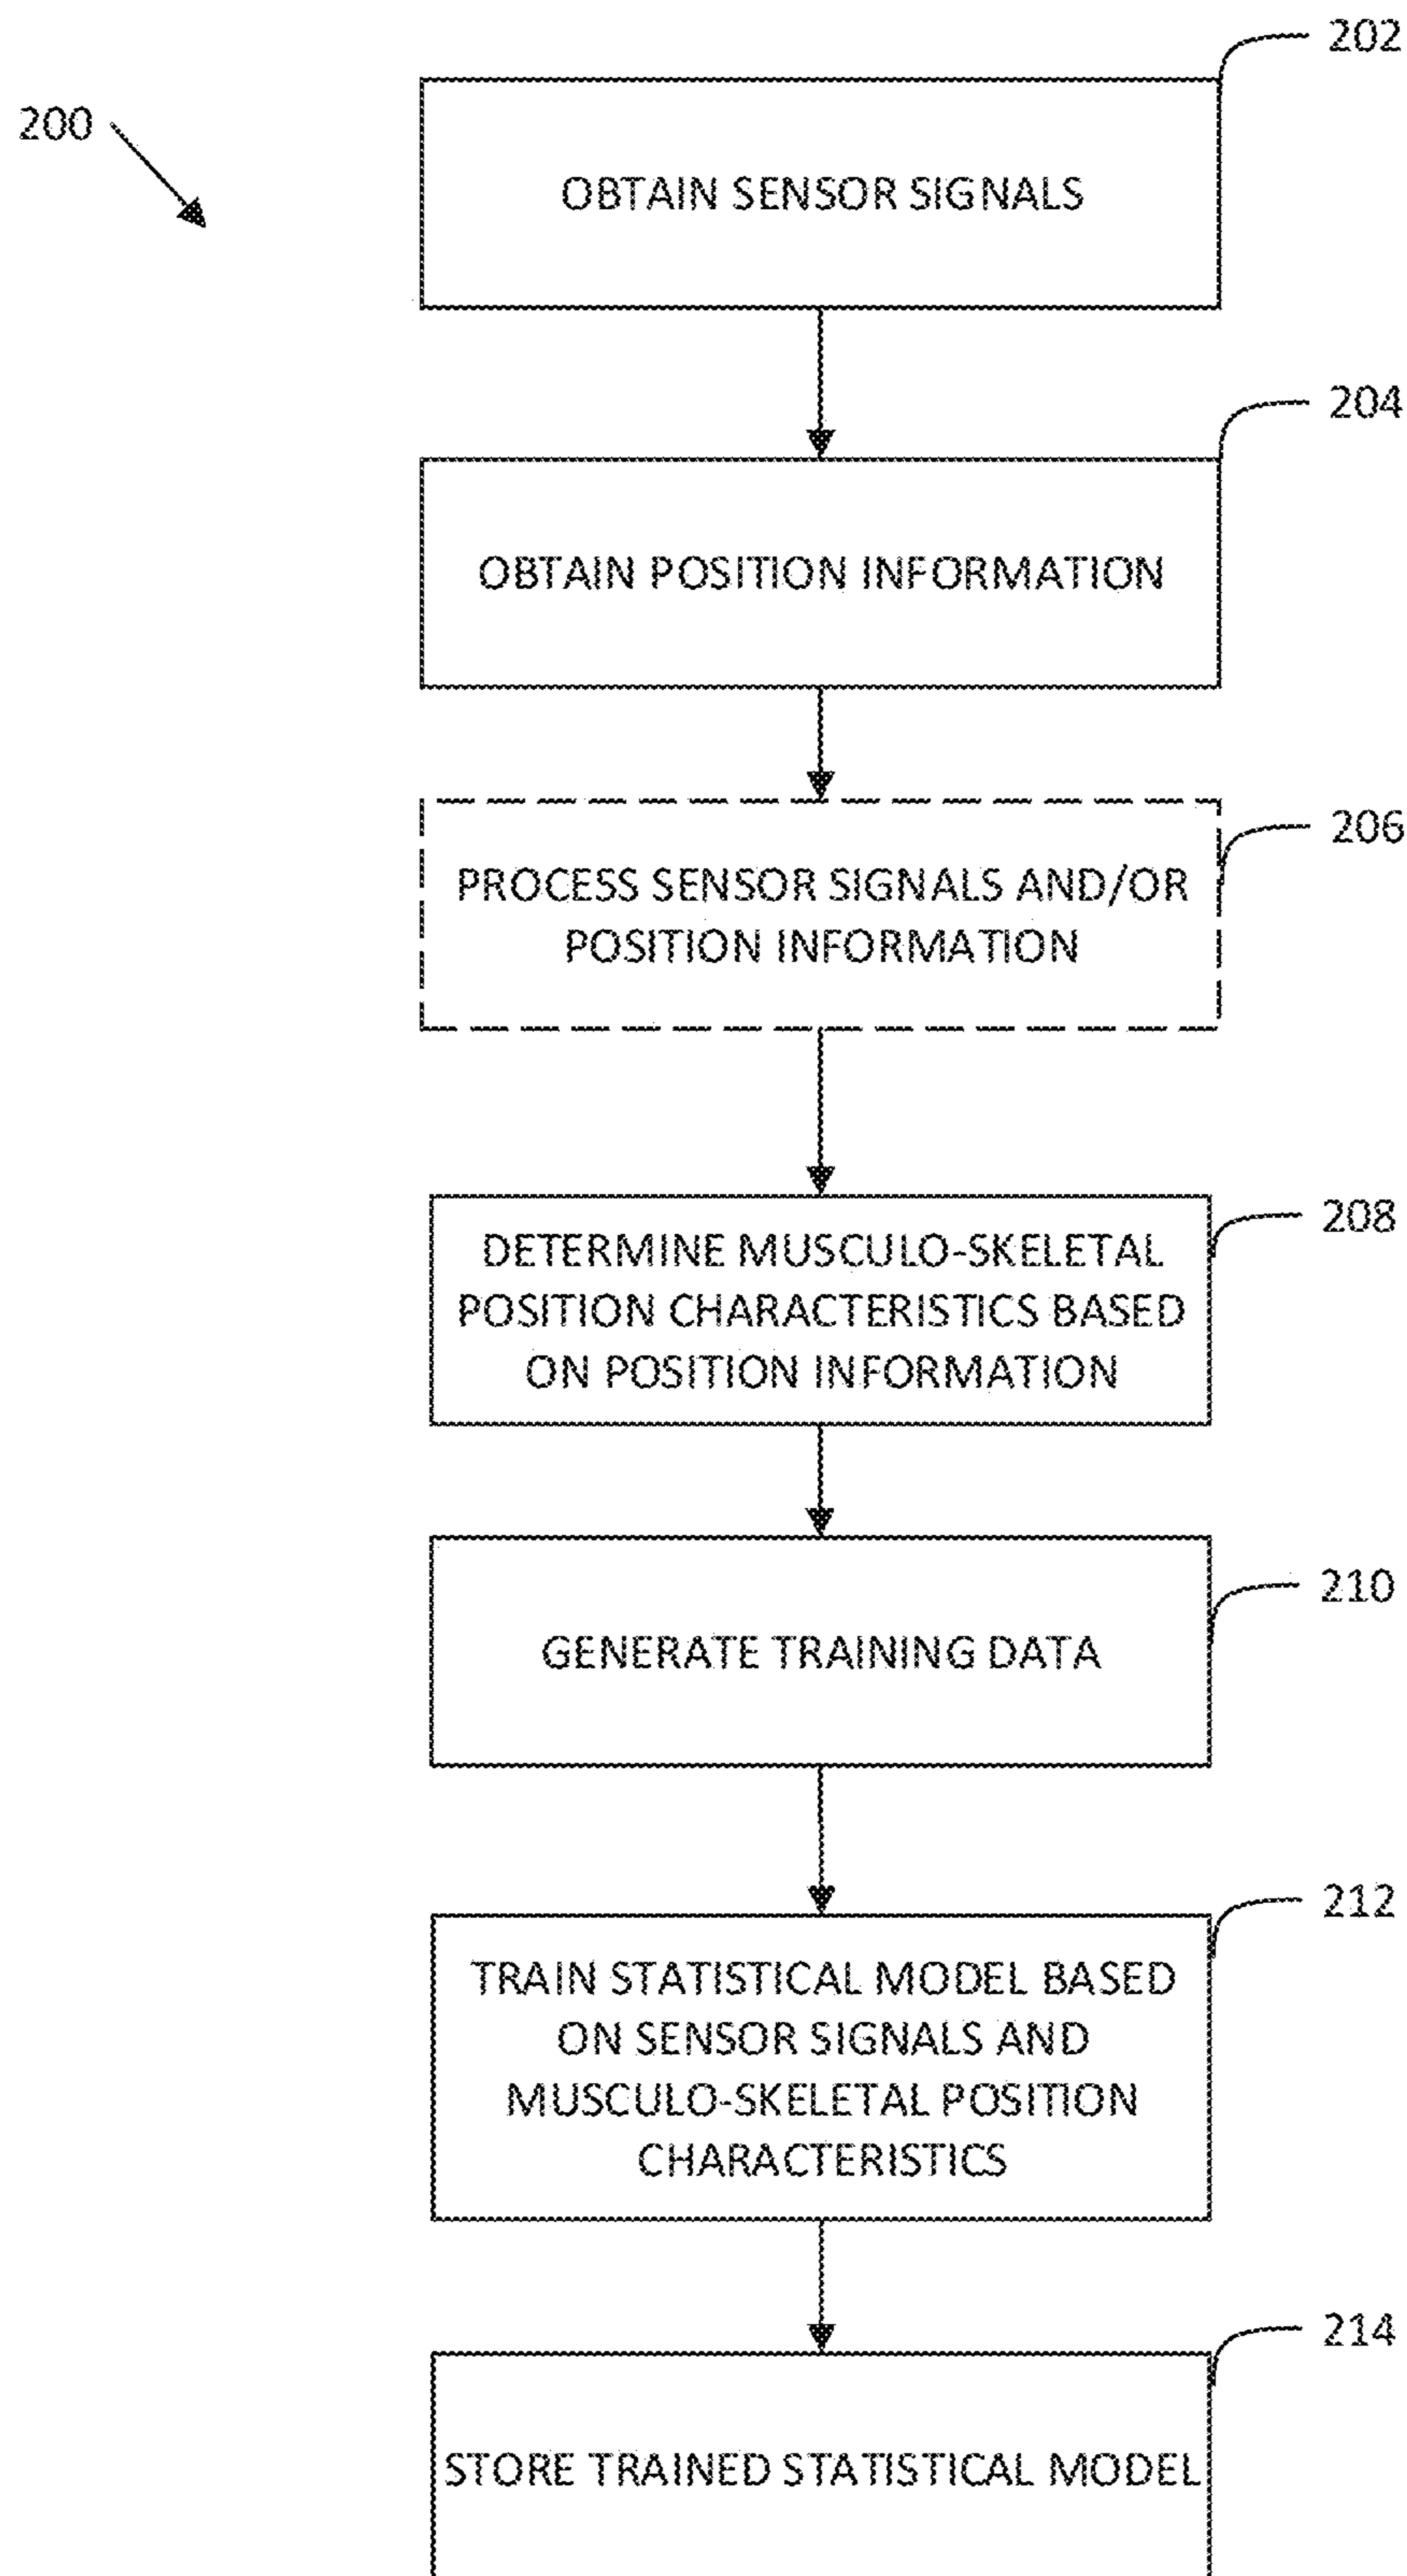 202
200
OBTAIN SENSOR SIGNALS
204
OBTAIN POSITION INFORMATION
206
PROCESS SENSOR SIGNALS AND/OR
POSITION INFORMATION
208
DETERMINE MUSCULO-SKELETAL
POSITION CHARACTERISTICS BASED
ON POSITION INFORMATION
210
GENERATE TRAINING DATA
212
TRAIN STATISTICAL MODEL BASED
ON SENSOR SIGNALS AND
MUSCULO-SKELETAL POSITION
CHARACTERISTICS
214
STORE TRAINED STATISTICAL MODEL